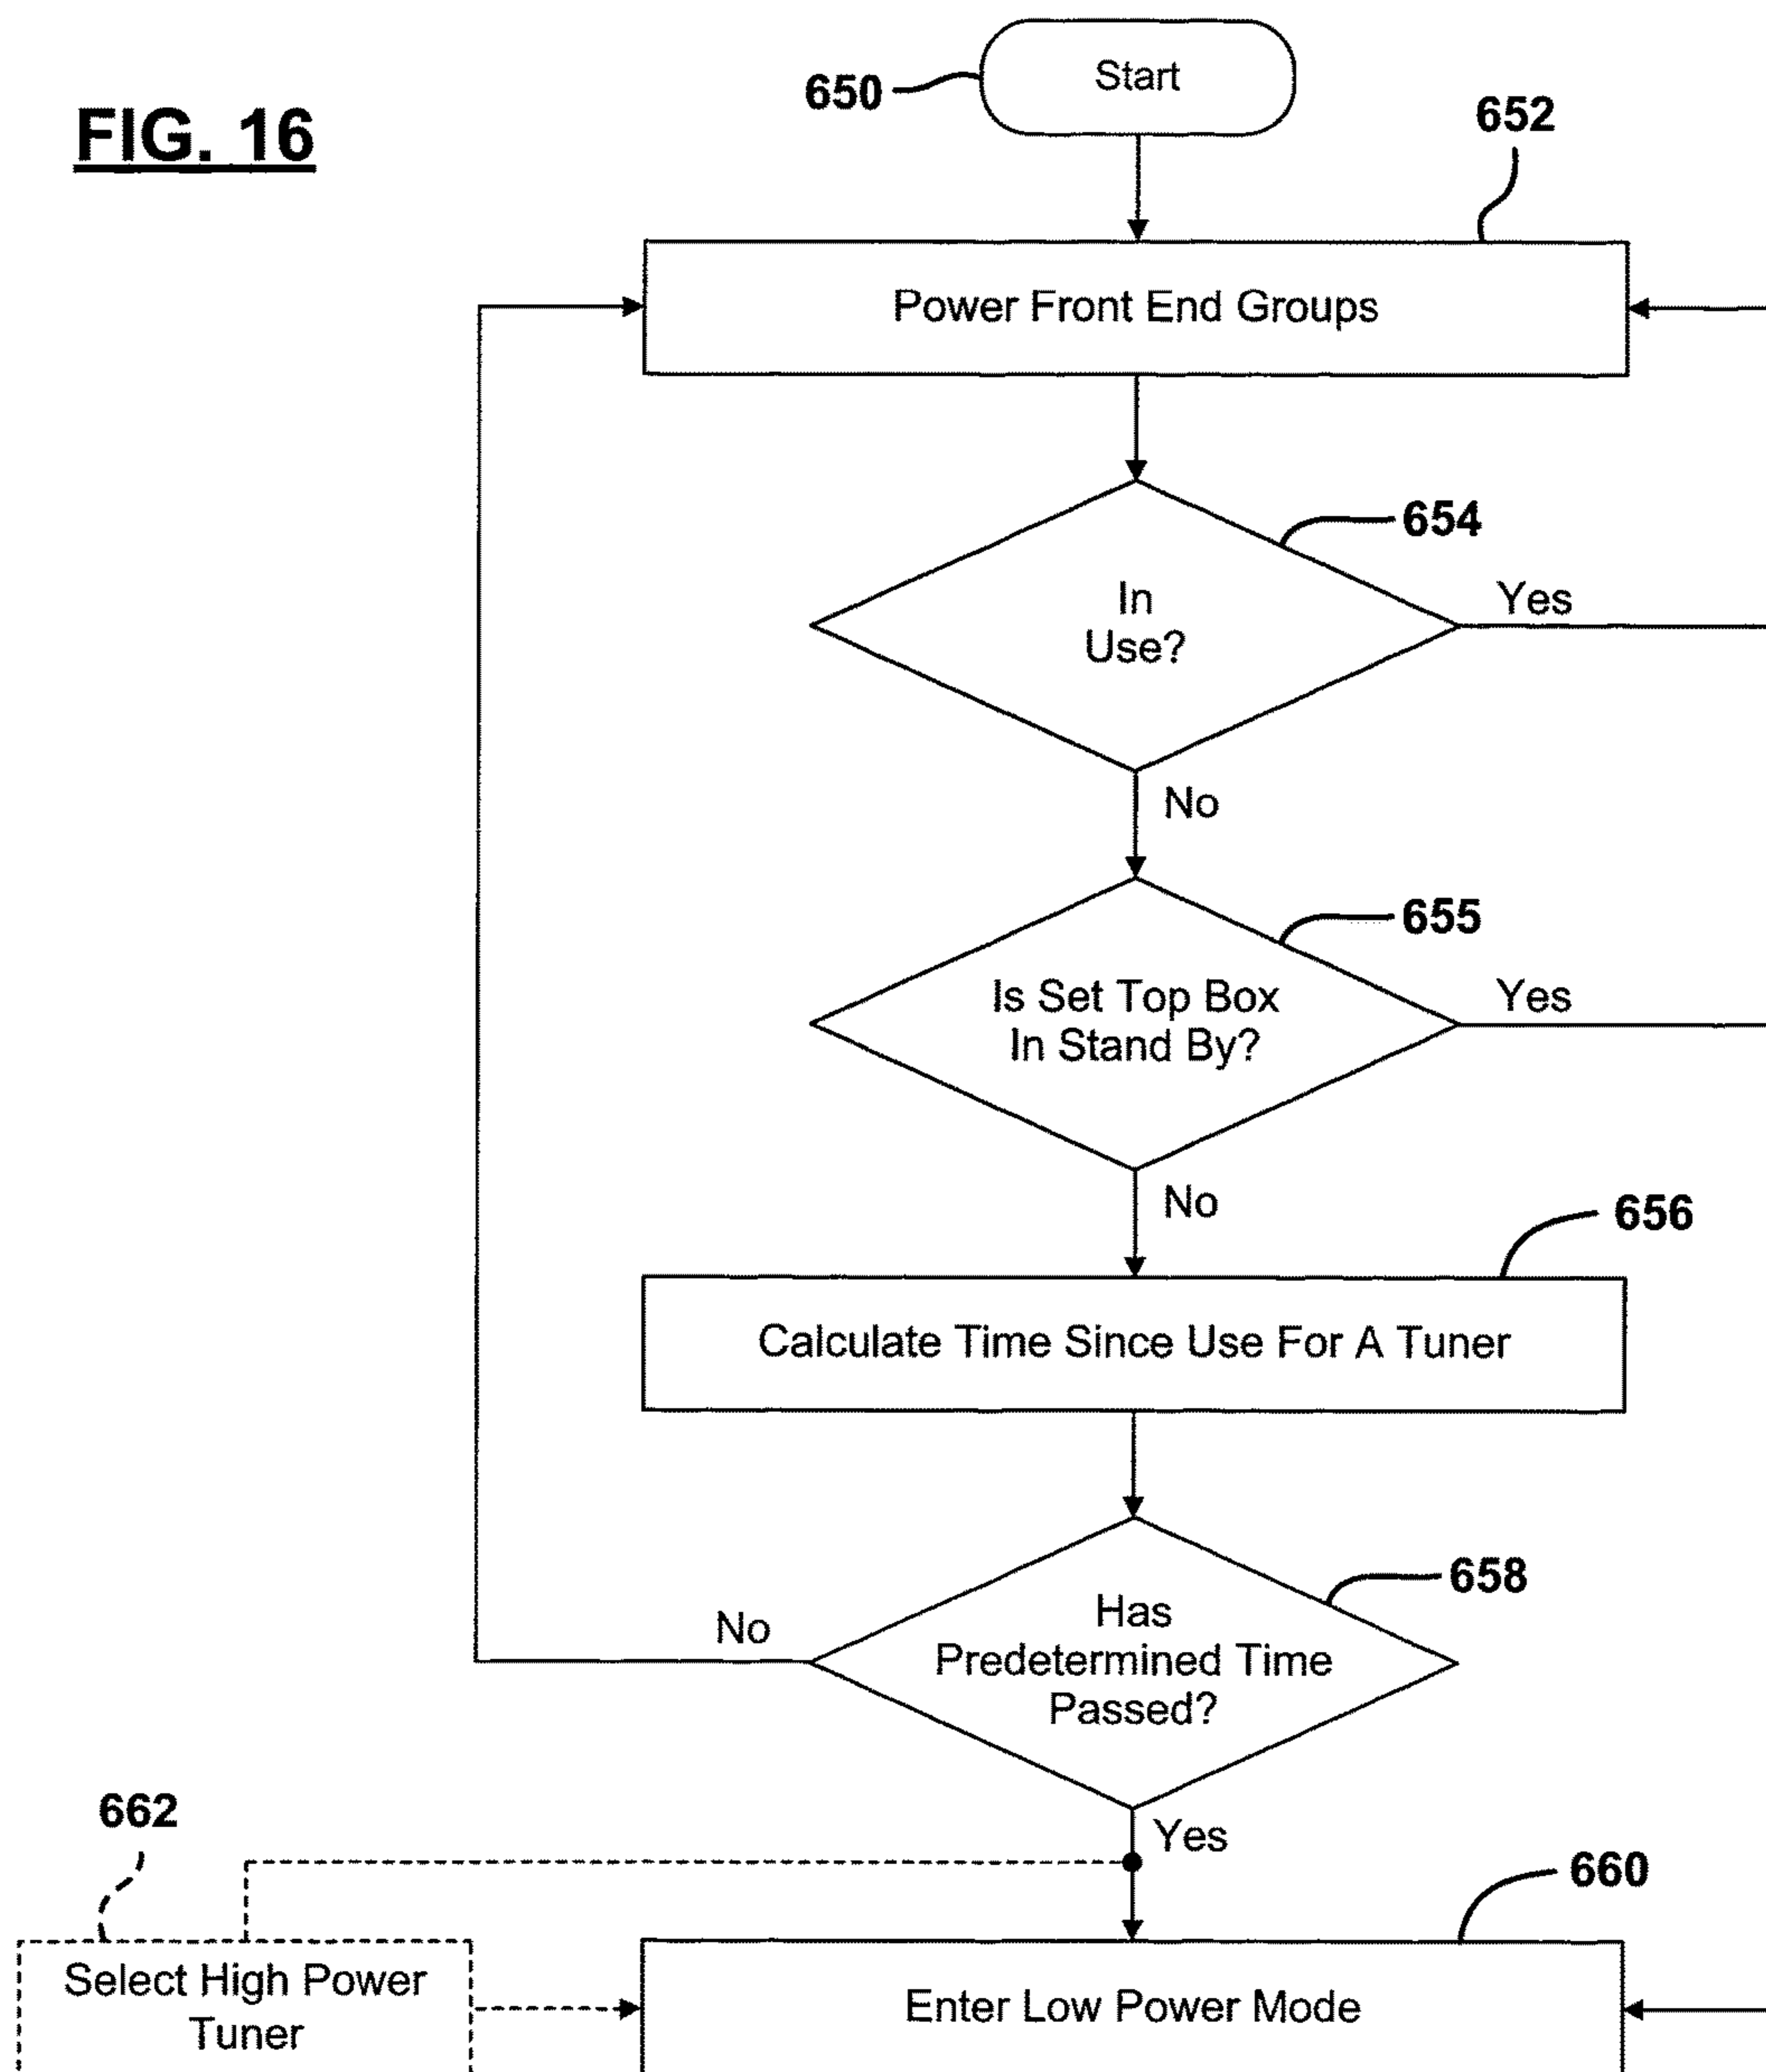 FIG. 16
650
Start
652
Power Front End Groups
654
In
Use?
Yes
No
655
Is Set Top Box
In Stand By?
Yes
No
656
Calculate Time Since Use For A Tuner
658
Has
Predetermined Time
Passed?
No
Yes
662
660
Select High Power
Tuner
Enter Low Power Mode